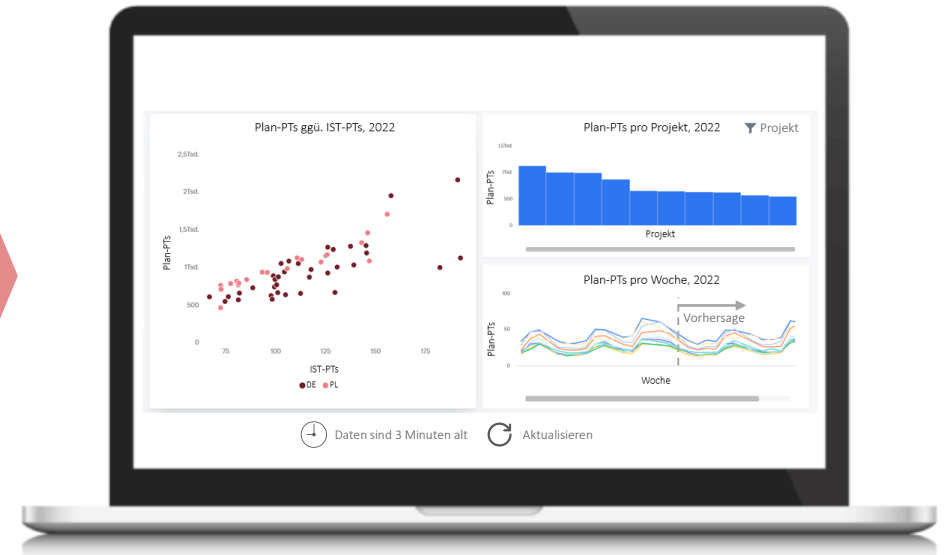 Plan-PTs ggü. IST-PTs, 2022
2,5Tsd.
2Tsd.
1,5Tsd.
1Tsd.
500
0
Plan-PTs
75
100
125
150
175
IST-PTs
DE
PL
Plan-PTs pro Projekt, 2022
Projekt
1,5Tsd.
1Tsd.
500
0
Plan-PTs
Projekt
Plan-PTs pro Woche, 2022
100
50
0
Plan-PTs
Vorhersage
Woche
Daten sind 3 Minuten alt
Aktualisieren